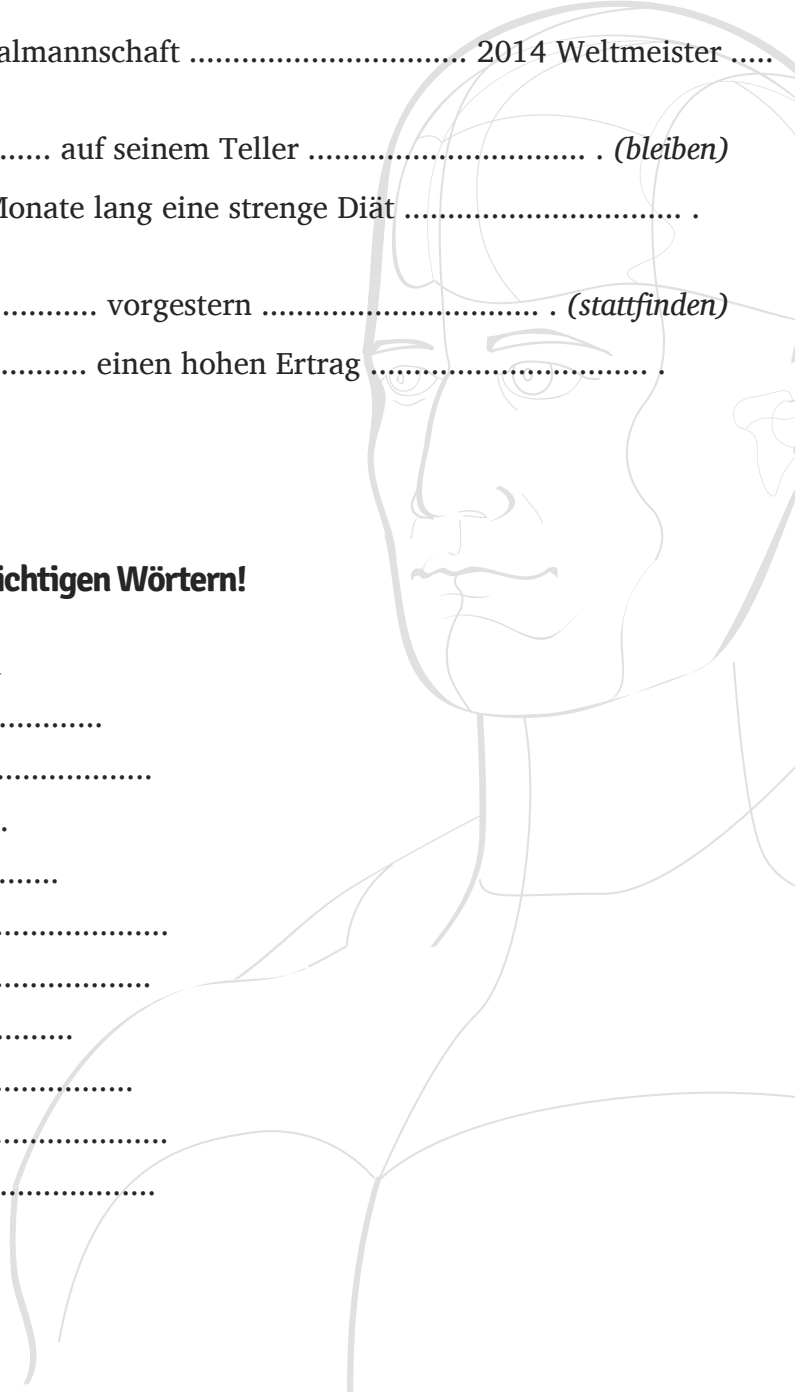 almannschaft ................................ 2014 Weltmeister .....
...... auf seinem Teller ................................ . (bleiben)
Monate lang eine strenge Diät ................................ .
........... vorgestern ................................ . (stattfinden)
.......... einen hohen Ertrag ................................ .
ichtigen Wörtern!
............
..................
.
.......
....................
..................
.........
................
....................
..................